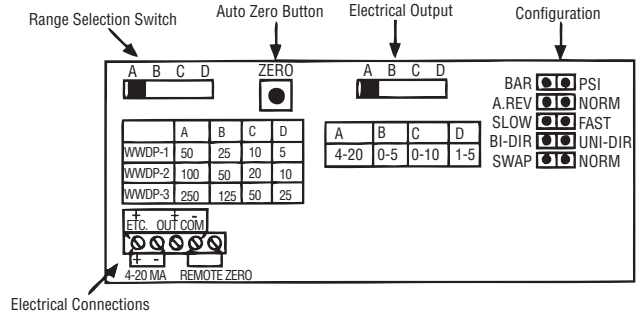 Range Selection Switch
Auto Zero Button
Electrical Output
Configuration
A B C D
ZERO
A B C D
BAR PSI
A.REV NORM
SLOW FAST
BI-DIR UNI-DIR
SWAP NORM
A B C D
WWDP-1 50 25 10 5
WWDP-2 100 50 20 10
WWDP-3 250 125 50 25
A B C D
4-20 0-5 0-10 1-5
+ + -
ETC. OUT COM
+ -
4-20 MA REMOTE ZERO
Electrical Connections